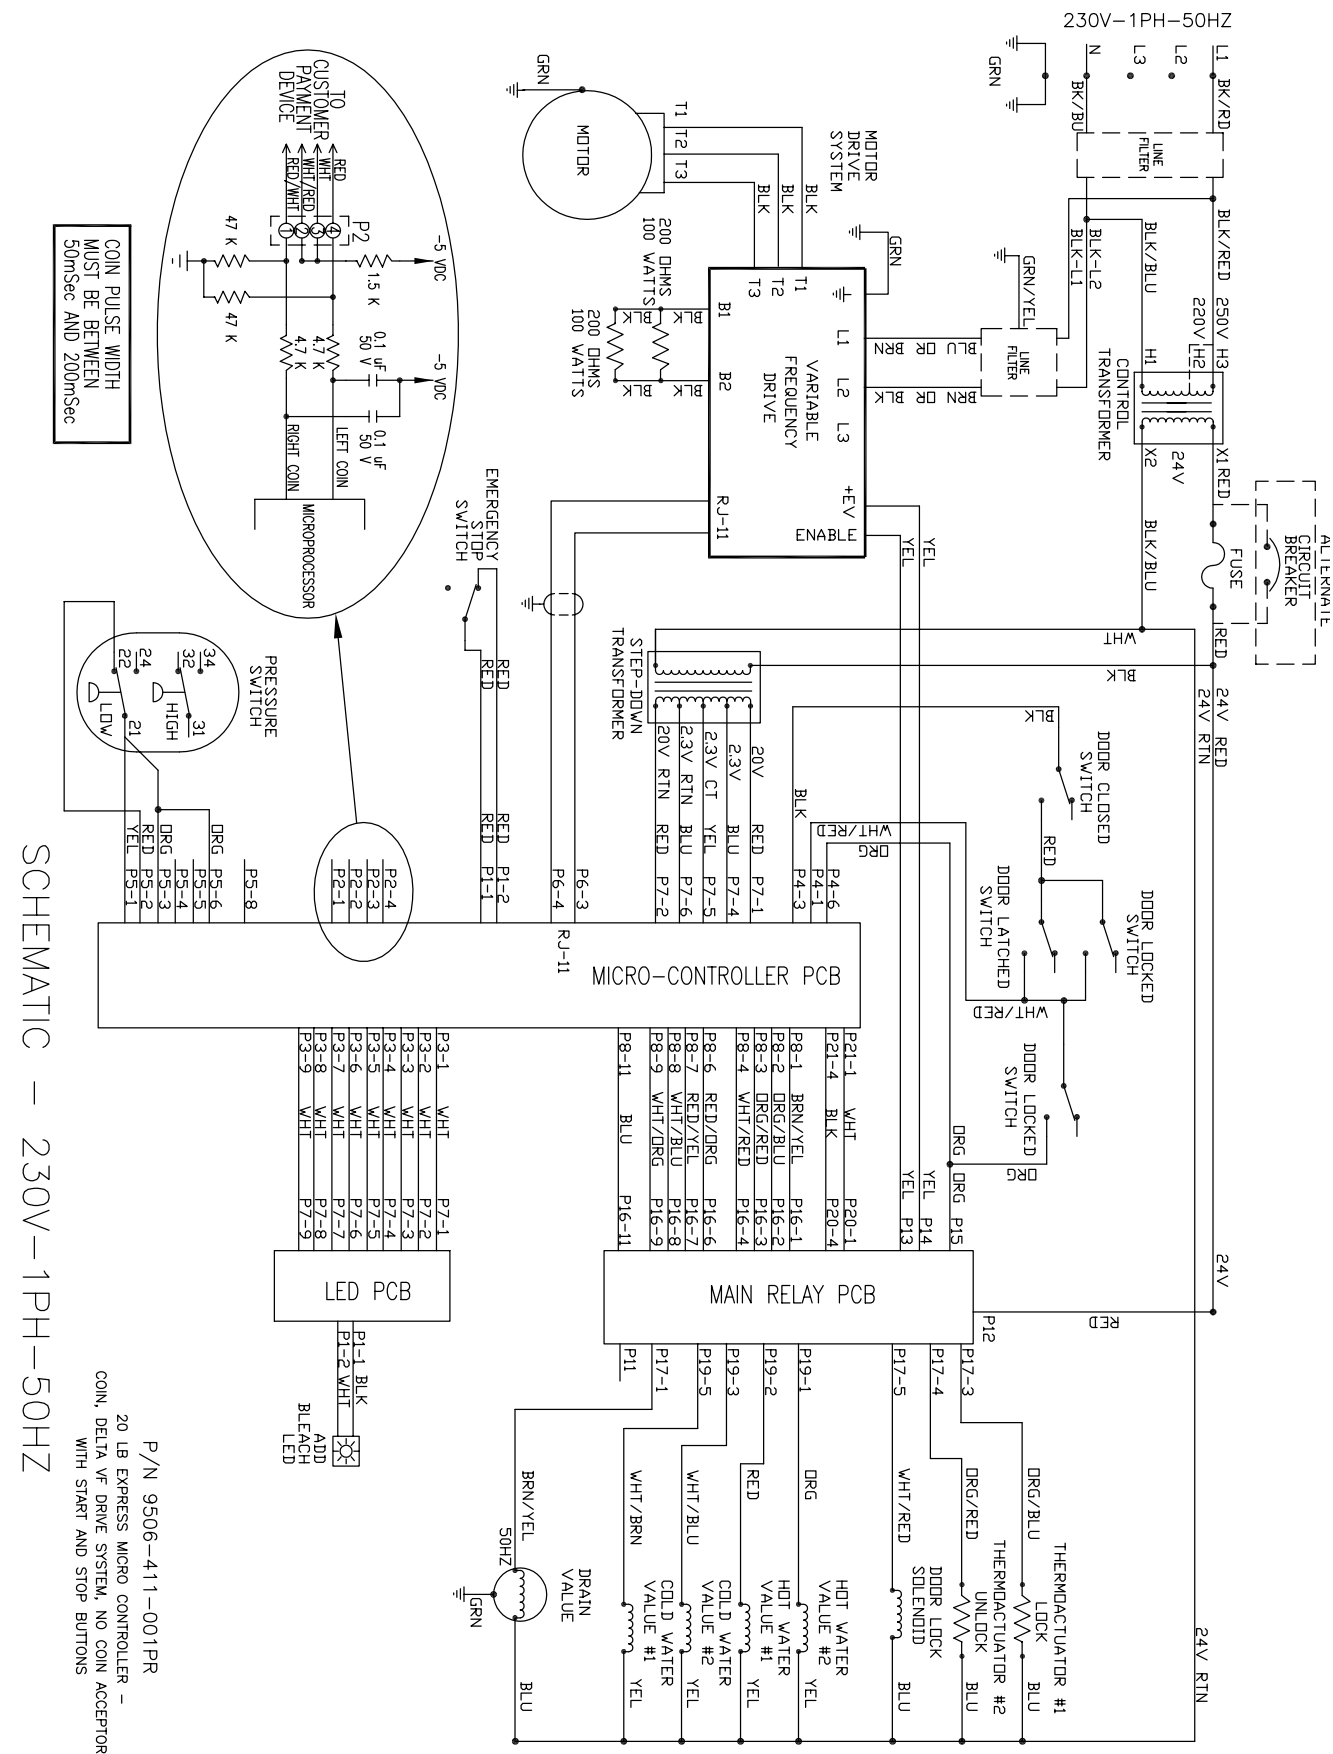 230V-1PH-50HZ
L1
L2
L3
N
GRN
BK/RD
BK/BU
LINE
FILTER
BLK/RED
BLK/BLU
BLK-L2
BLK-L1
250V H3
220V H2
H1
CONTROL
TRANSFORMER
X1 RED
24V
X2
BLK/BLU
ALTERNATE
CIRCUIT
BREAKER
FUSE
RED
24V RED
24V RTN
WHT
BLK
24V
RED
24V RTN
MOTOR
DRIVE
SYSTEM
GRN
MOTOR
T1
T2
T3
BLK
BLK
BLK
GRN
GRN/YEL
LINE
FILTER
BLU OR BRN
BRN OR BLK
T1
T2
T3
L1
L2
L3
VARIABLE
FREQUENCY
DRIVE
B1
B2
+EV
ENABLE
RJ-11
YEL
YEL
BLK
BLK
BLK
BLK
200 OHMS
100 WATTS
200 OHMS
100 WATTS
TO
CUSTOMER
PAYMENT
DEVICE
RED
WHT
WHT/RED
RED/WHT
P2
4
3
2
1
-5 VDC
1.5 K
47 K
47 K
4.7 K
4.7 K
0.1 uF
50 V
-5 VDC
0.1 uF
50 V
LEFT COIN
RIGHT COIN
MICROPROCESSOR
COIN PULSE WIDTH
MUST BE BETWEEN
50mSec AND 200mSec
EMERGENCY
STOP
SWITCH
RED
RED
RED
RED
STEP-DOWN
TRANSFORMER
20V
2.3V
2.3V CT
2.3V RTN
20V RTN
RED
BLU
YEL
BLU
RED
BLK
BLK
WHT/RED
ORG
DOOR CLOSED
SWITCH
RED
DOOR LATCHED
SWITCH
DOOR LOCKED
SWITCH
WHT/RED
DOOR LOCKED
SWITCH
ORG
PRESSURE
SWITCH
34
32
31
HIGH
24
22
21
LOW
ORG
ORG
RED
YEL
P4-6
P4-1
P4-3
P7-1
P7-4
P7-5
P7-6
P7-2
P6-3
P6-4
P1-2
P1-1
P2-4
P2-3
P2-2
P2-1
P5-8
P5-6
P5-5
P5-4
P5-3
P5-2
P5-1
RJ-11
MICRO-CONTROLLER PCB
P21-1 WHT P20-1
P21-4 BLK P20-4
P8-1 BRN/YEL P16-1
P8-2 ORG/BLU P16-2
P8-3 ORG/RED P16-3
P8-4 WHT/RED P16-4
P8-6 RED/ORG P16-6
P8-7 RED/YEL P16-7
P8-8 WHT/BLU P16-8
P8-9 WHT/ORG P16-9
P8-11 BLU P16-11
P3-1 WHT P7-1
P3-2 WHT P7-2
P3-3 WHT P7-3
P3-4 WHT P7-4
P3-5 WHT P7-5
P3-6 WHT P7-6
P3-7 WHT P7-7
P3-8 WHT P7-8
P3-9 WHT P7-9
ORG
ORG P15
YEL P14
YEL P13
MAIN RELAY PCB
P12
P17-3
P17-4
P17-5
P19-1
P19-2
P19-3
P19-5
P17-1
P11
LED PCB
P1-1 BLK
P1-2 WHT
ADD
BLEACH
LED
ORG/BLU
THERMOACTUATOR #1
LOCK
BLU
ORG/RED
THERMOACTUATOR #2
UNLOCK
BLU
WHT/RED
DOOR LOCK
SOLENOID
BLU
ORG
HOT WATER
VALUE #2
YEL
RED
HOT WATER
VALUE #1
YEL
WHT/BLU
COLD WATER
VALUE #2
YEL
WHT/BRN
COLD WATER
VALUE #1
YEL
BRN/YEL
50HZ
DRAIN
VALUE
GRN
BLU
P/N 9506-411-001PR
20 LB EXPRESS MICRO CONTROLLER -
COIN, DELTA VF DRIVE SYSTEM, NO COIN ACCEPTOR
WITH START AND STOP BUTTONS
SCHEMATIC - 230V-1PH-50HZ